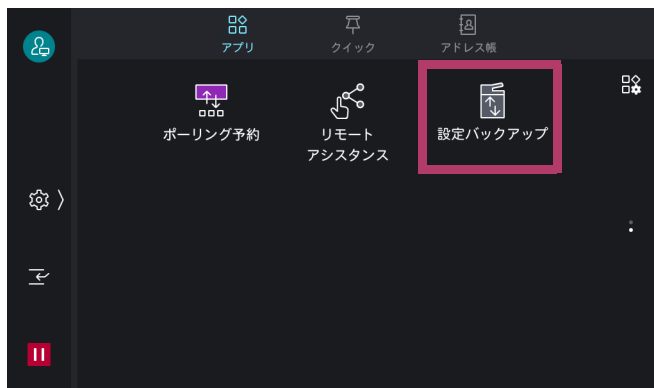 アプリ
クイック
アドレス帳
ポーリング予約
リモート
アシスタンス
設定バックアップ